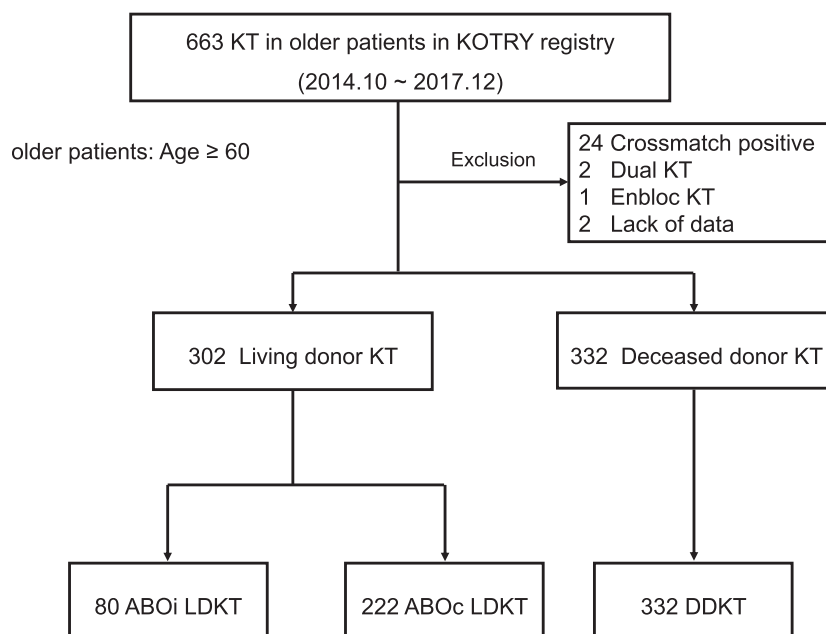 663 KT in older patients in KOTRY registry
(2014.10 ~ 2017.12)
older patients: Age ≥ 60
Exclusion
24 Crossmatch positive
2 Dual KT
1 Enbloc KT
2 Lack of data
302 Living donor KT
332 Deceased donor KT
80 ABOi LDKT
222 ABOc LDKT
332 DDKT